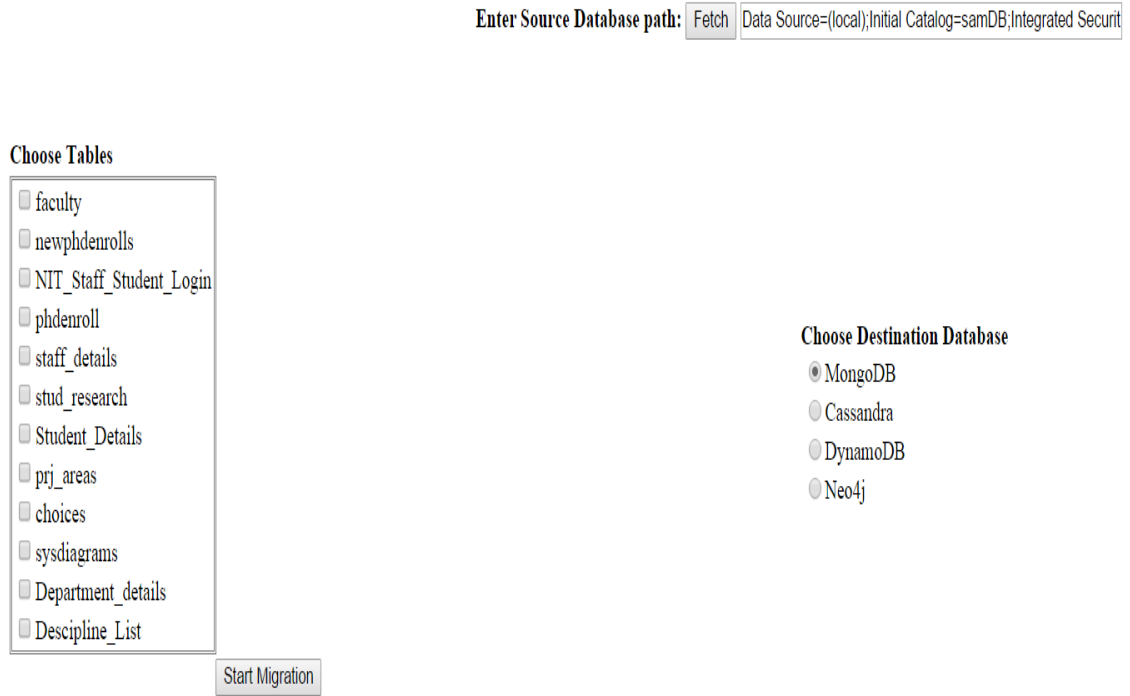 Enter Source Database path: Fetch Data Source=(local);Initial Catalog=samDB;Integrated Securit
Choose Tables
faculty
newphdenrolls
NIT_Staff_Student_Login
phdenroll
staff_details
stud_research
Student_Details
prj_areas
choices
sysdiagrams
Department_details
Descipline_List
Start Migration
Choose Destination Database
MongoDB
Cassandra
DynamoDB
Neo4j